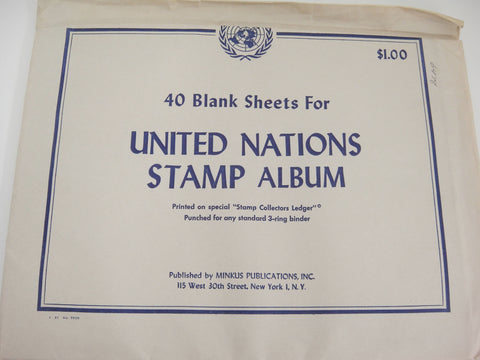 $1.00
40 Blank Sheets For
UNITED NATIONS
STAMP ALBUM
Printed on special "Stamp Collectors Ledger"©
Punched for any standard 3-ring binder
Published by MINKUS PUBLICATIONS, INC.
115 West 30th Street, New York 1, N. Y.